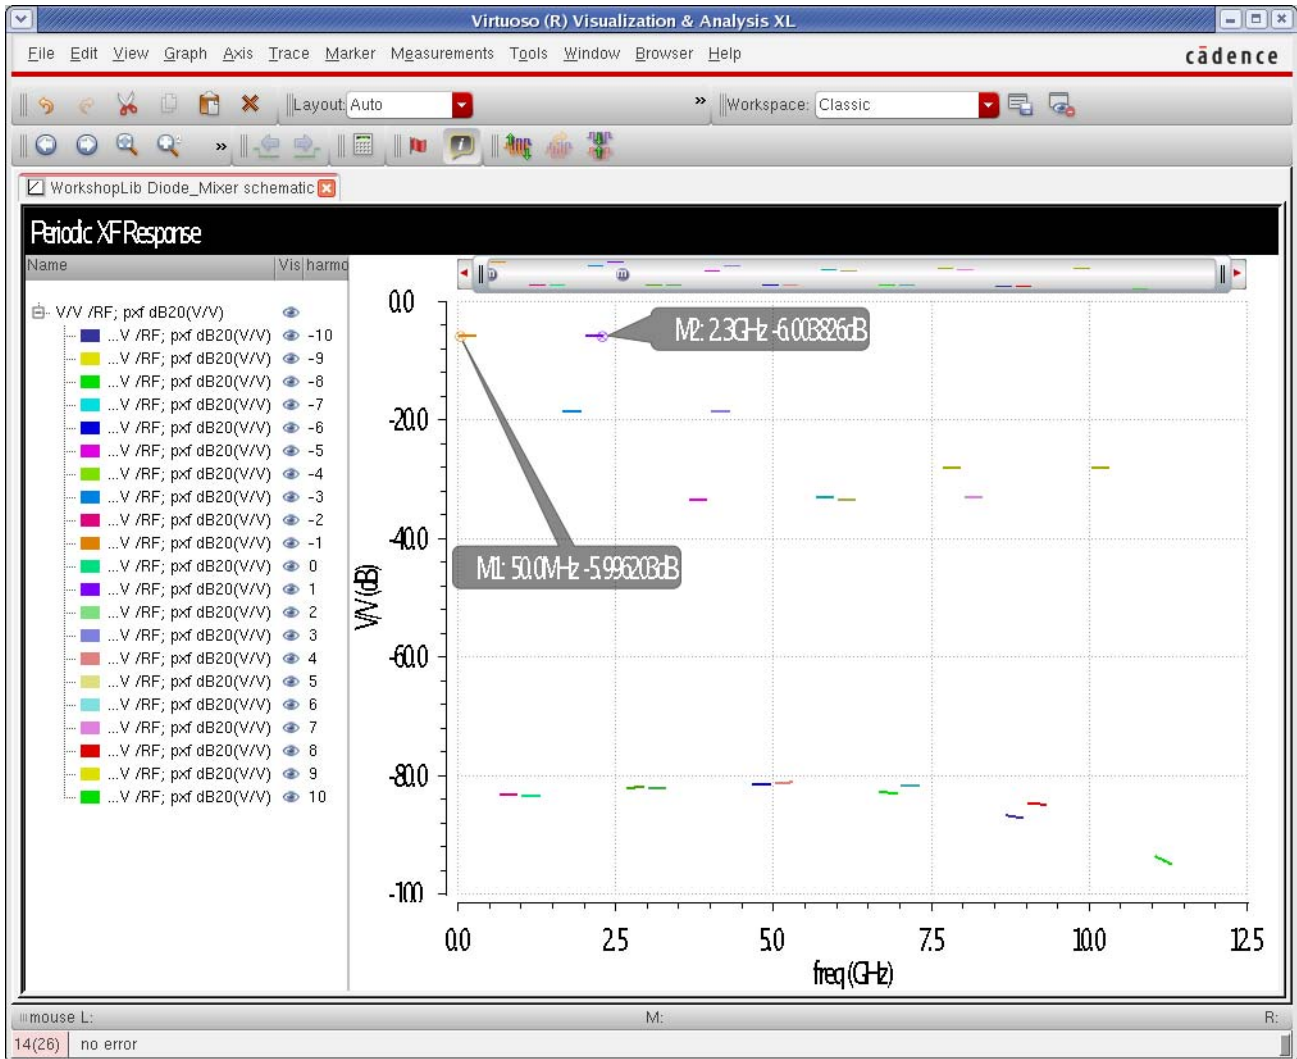 Virtuoso (R) Visualization & Analysis XL
File Edit View Graph Axis Trace Marker Measurements Tools Window Browser Help
cādence
Layout: Auto
» Workspace: Classic
»
WorkshopLib Diode_Mixer schematic
Periodic XF Response
Name Vis harmo
V/V /RF; pxf dB20(V/V)
...V /RF; pxf dB20(V/V) -10
...V /RF; pxf dB20(V/V) -9
...V /RF; pxf dB20(V/V) -8
...V /RF; pxf dB20(V/V) -7
...V /RF; pxf dB20(V/V) -6
...V /RF; pxf dB20(V/V) -5
...V /RF; pxf dB20(V/V) -4
...V /RF; pxf dB20(V/V) -3
...V /RF; pxf dB20(V/V) -2
...V /RF; pxf dB20(V/V) -1
...V /RF; pxf dB20(V/V) 0
...V /RF; pxf dB20(V/V) 1
...V /RF; pxf dB20(V/V) 2
...V /RF; pxf dB20(V/V) 3
...V /RF; pxf dB20(V/V) 4
...V /RF; pxf dB20(V/V) 5
...V /RF; pxf dB20(V/V) 6
...V /RF; pxf dB20(V/V) 7
...V /RF; pxf dB20(V/V) 8
...V /RF; pxf dB20(V/V) 9
...V /RF; pxf dB20(V/V) 10
0.0
M2: 2.3GHz -6.003826dB
-20.0
-40.0
M1: 50.0MHz -5.996203dB
V/V (dB)
-60.0
-80.0
-100
0.0 2.5 5.0 7.5 10.0 12.5
freq (GHz)
mouse L: M: R:
14(26) no error